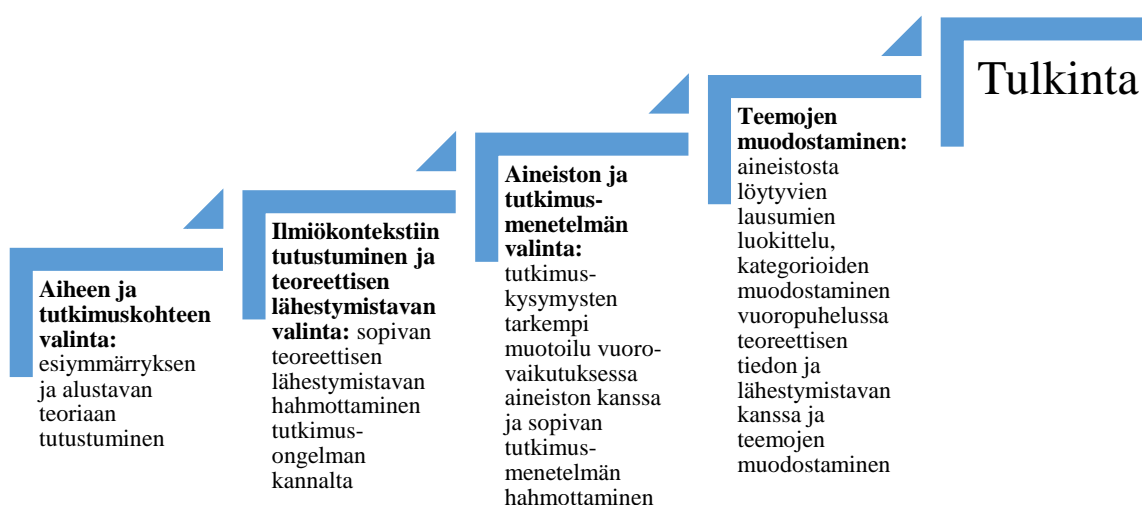 Aiheen ja
tutkimuskohteen
valinta:
esiymmärryksen
ja alustavan
teoriaan
tutustuminen
Ilmiökontekstiin
tutustuminen ja
teoreettisen
lähestymistavan
valinta: sopivan
teoreettisen
lähestymistavan
hahmottaminen
tutkimus-
ongelman
kannalta
Aineiston ja
tutkimus-
menetelmän
valinta:
tutkimus-
kysymysten
tarkempi
muotoilu vuoro-
vaikutuksessa
aineiston kanssa
ja sopivan
tutkimus-
menetelmän
hahmottaminen
Teemojen
muodostaminen:
aineistosta
löytyvien
lausumien
luokittelu,
kategorioiden
muodostaminen
vuoropuhelussa
teoreettisen
tiedon ja
lähestymistavan
kanssa ja
teemojen
muodostaminen
Tulkinta